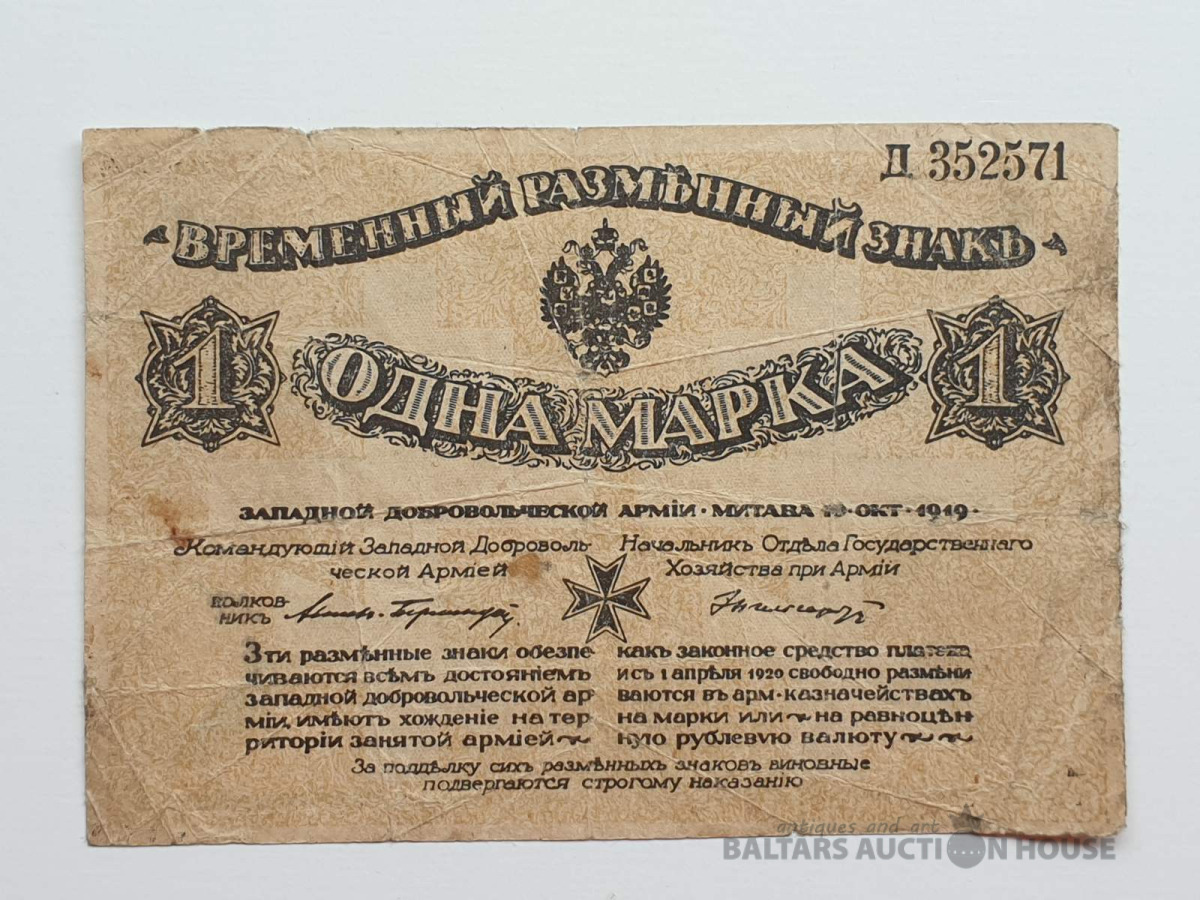 Д 352571
ВРЕМЕННЫЙ РАЗМѢННЫЙ ЗНАКЪ
1 1
ОДНА МАРКА
ЗАПАДНОЙ ДОБРОВОЛЬЧЕСКОЙ АРМІИ · МИТАВА 10 · ОКТ · 1919 ·
Командующій Западной Доброволь-
ческой Арміей
Начальникъ Отдѣла Государственнаго
Хозяйства при Арміи
ПОЛКОВ-
НИКЪ
Эти размѣнные знаки обезпе-
чиваются всѣмъ достояніемъ
западной добровольческой ар-
міи, имѣютъ хожденіе на тер-
риторіи занятой арміей
какъ законное средство платежа
и съ 1 апрѣля 1920 свободно размѣни
ваются въ арм · казначействахъ
на марки или на равноцѣн
ную рублевую валюту
За поддѣлку сихъ размѣнныхъ знаковъ виновные
подвергаются строгому наказанію
antiques and art
BALTARS AUCTION HOUSE